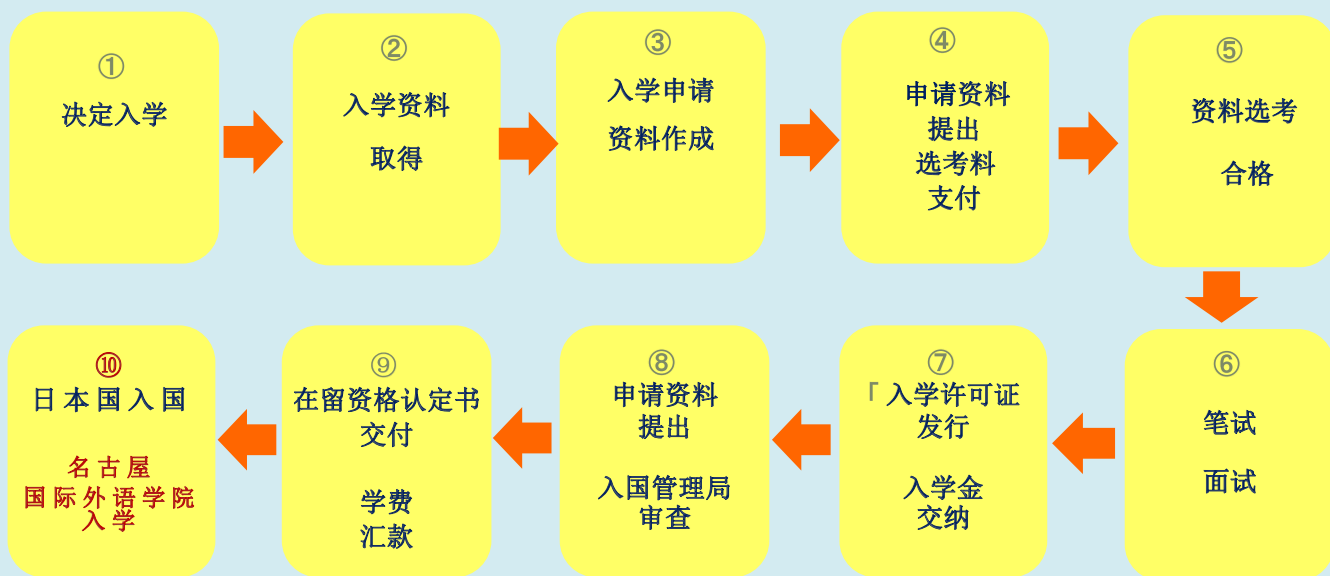 ①
决定入学
②
入学资料
取得
③
入学申请
资料作成
④
申请资料
提出
选考料
支付
⑤
资料选考
合格
⑥
笔试
面试
⑦
「入学许可证
发行
入学金
交纳
⑧
申请资料
提出
入国管理局
审查
⑨
在留资格认定书
交付
学费
汇款
⑩
日本国入国
名古屋
国际外语学院
入学